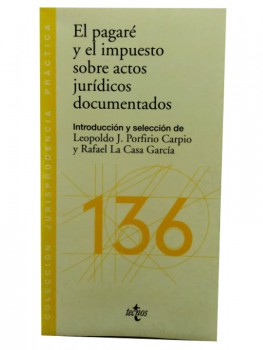 El pagaré
y el impuesto
sobre actos
jurídicos
documentados
Introducción y selección de
Leopoldo J. Porfirio Carpio
y Rafael La Casa García
136
tecnos
COLECCIÓN JURISPRUDENCIA PRÁCTICA